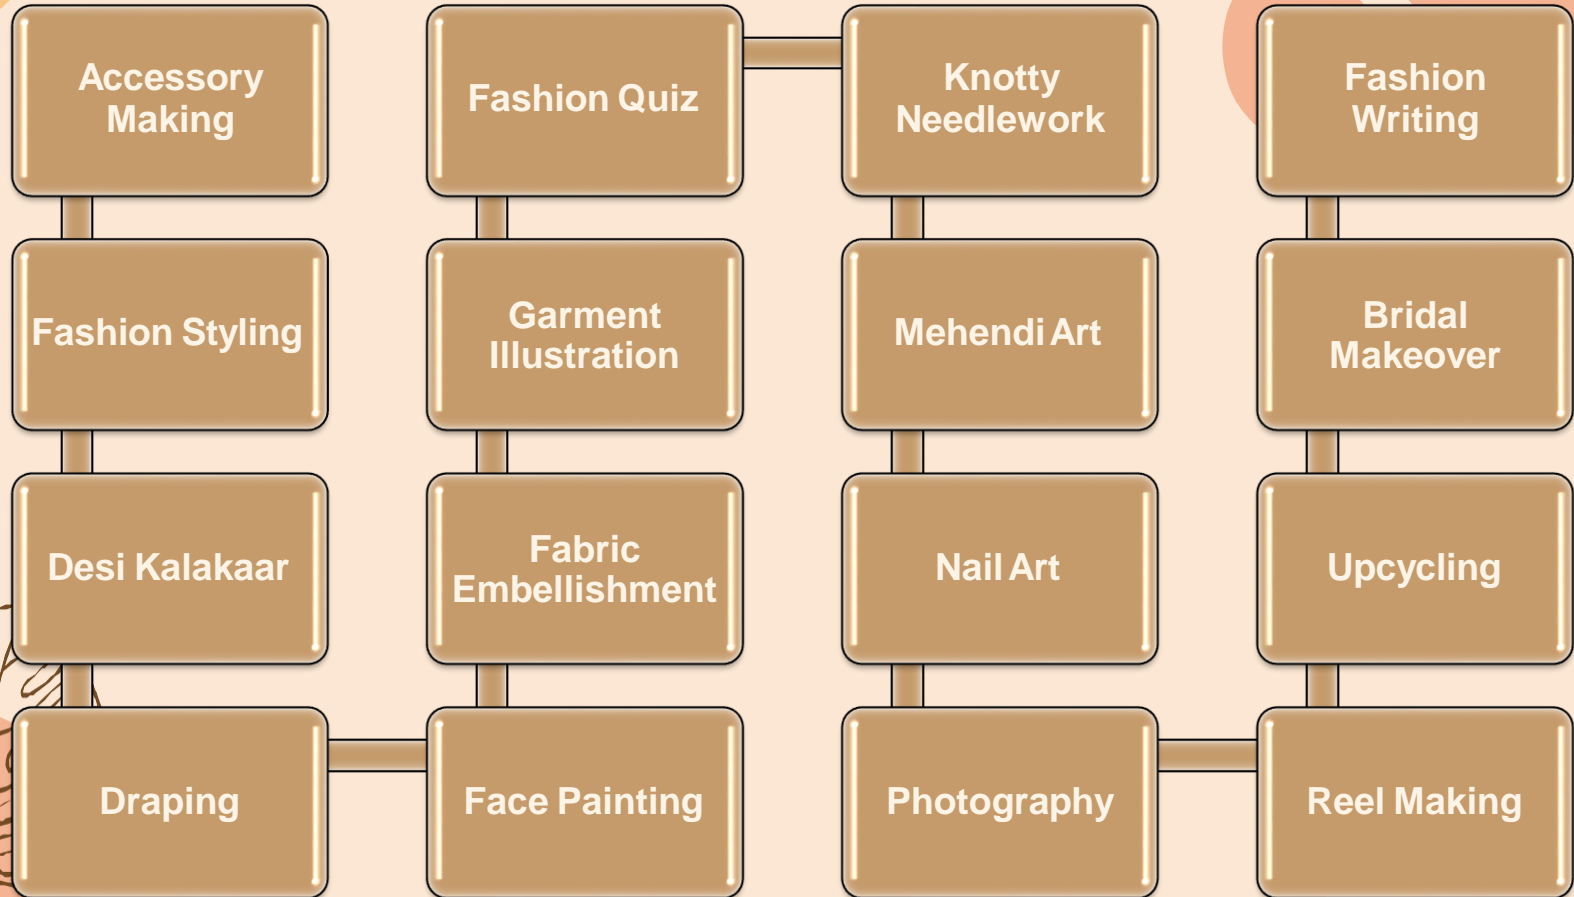 Accessory
Making
Fashion Styling
Desi Kalakaar
Draping
Face Painting
Fabric
Embellishment
Garment
Illustration
Fashion Quiz
Knotty
Needlework
Mehendi Art
Nail Art
Photography
Reel Making
Upcycling
Bridal
Makeover
Fashion
Writing